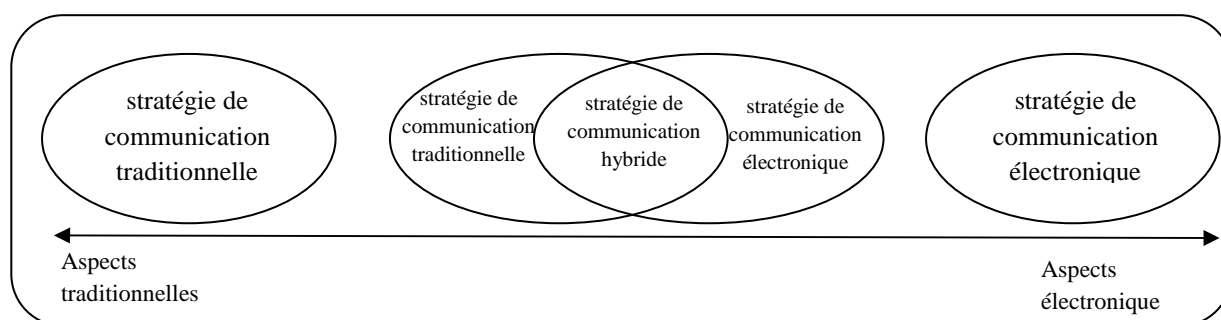 stratégie de
communication
traditionnelle
stratégie de
communication
traditionnelle
stratégie de
communication
hybride
stratégie de
communication
électronique
stratégie de
communication
électronique
Aspects
traditionnelles
Aspects
électronique